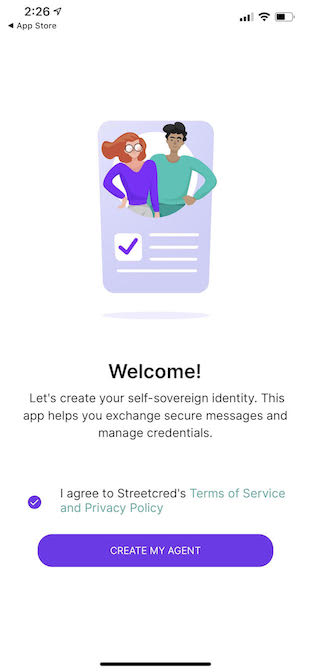 2:26
◀ App Store
Welcome!
Let's create your self-sovereign identity. This
app helps you exchange secure messages and
manage credentials.
I agree to Streetcred's Terms of Service
and Privacy Policy
CREATE MY AGENT